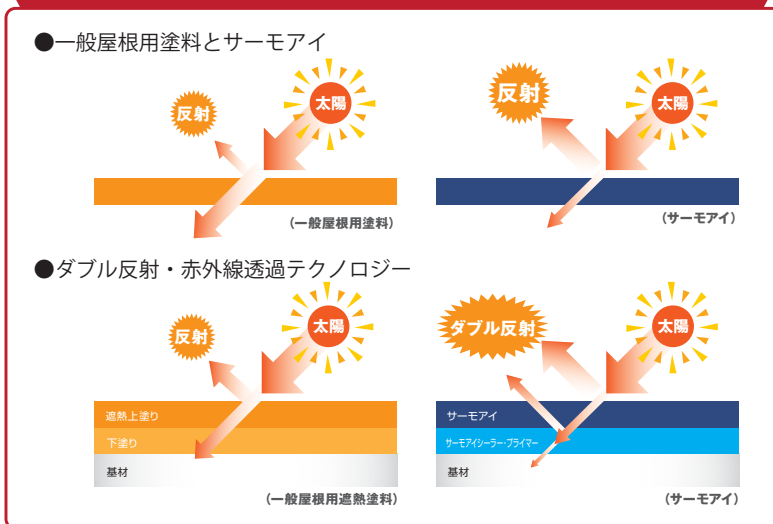 ●一般屋根用塗料とサーモアイ
反射
太陽
反射
太陽
（一般屋根用塗料）
（サーモアイ）
●ダブル反射・赤外線透過テクノロジー
反射
太陽
ダブル反射
太陽
遮熱上塗り
下塗り
基材
サーモアイ
サーモアイシーラー・プライマー
基材
（一般屋根用遮熱塗料）
（サーモアイ）